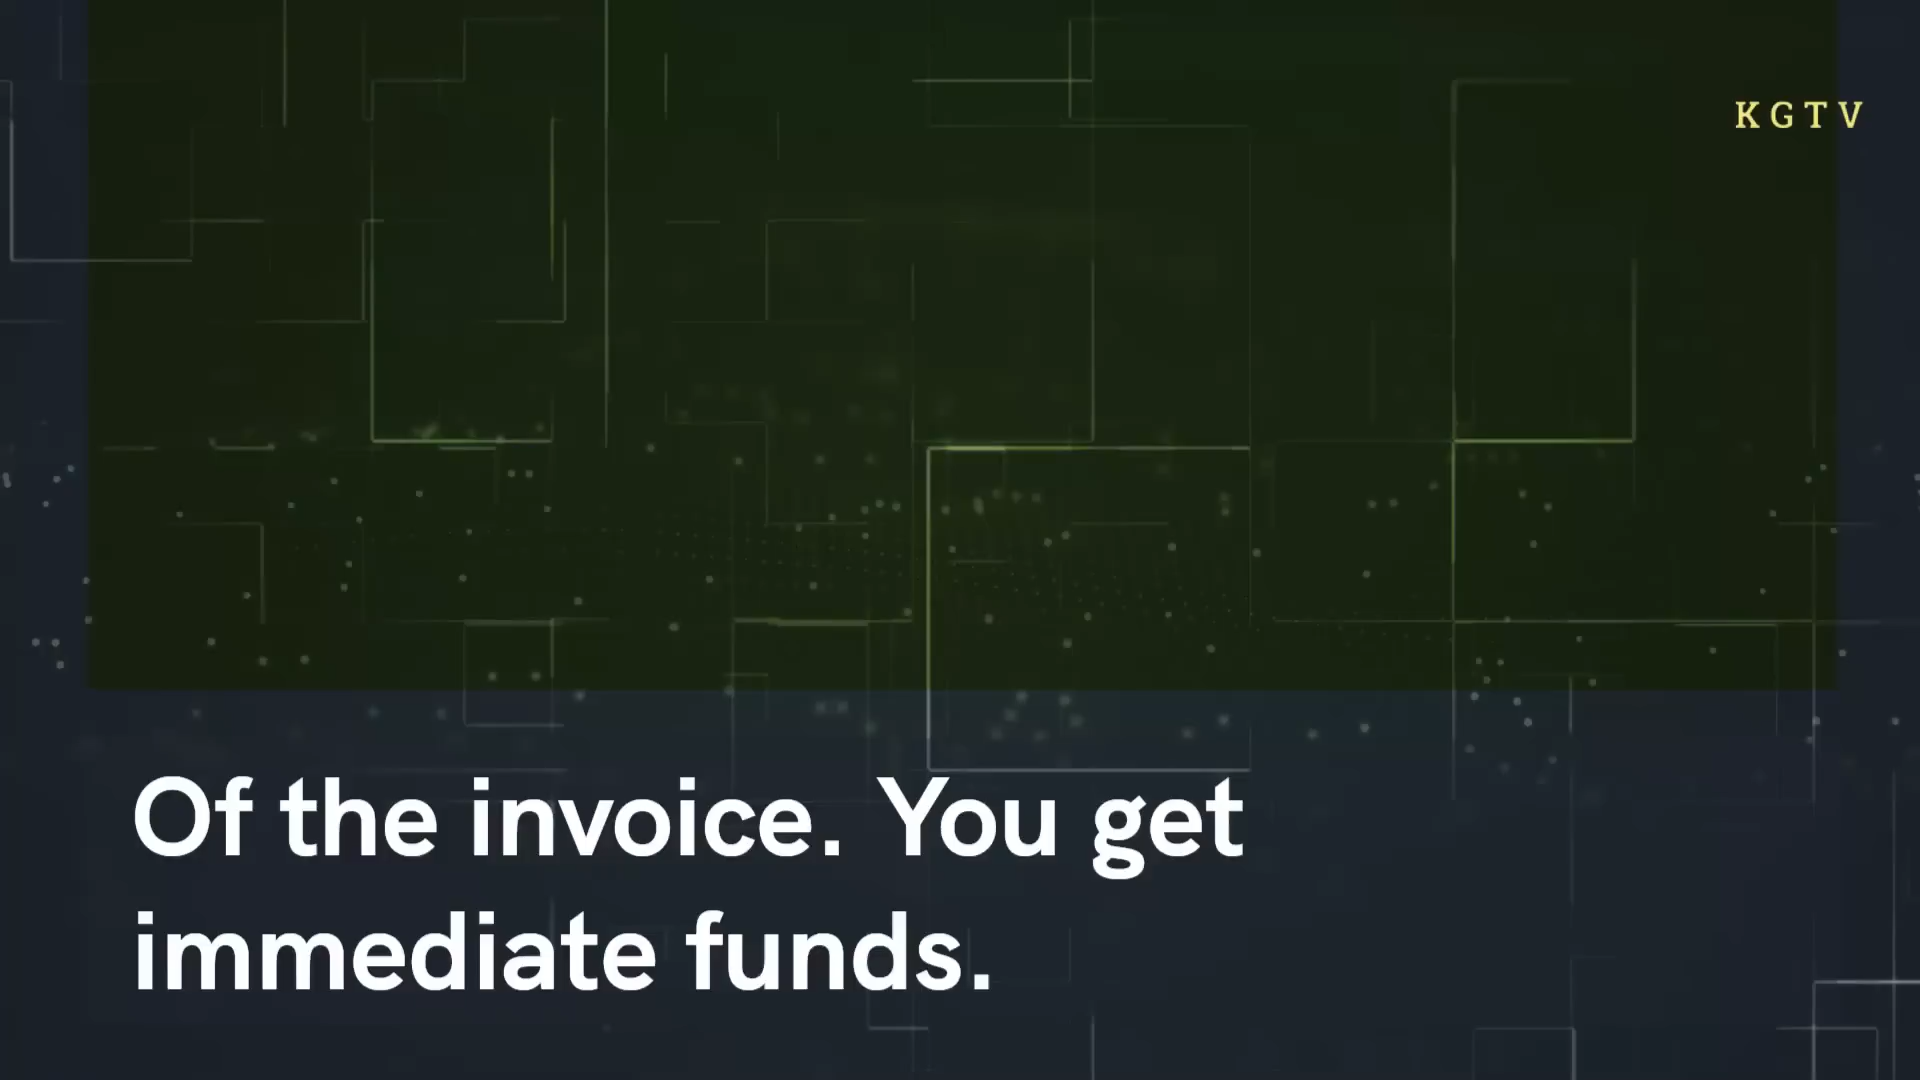 KGTV
Of the invoice. You get
immediate funds.